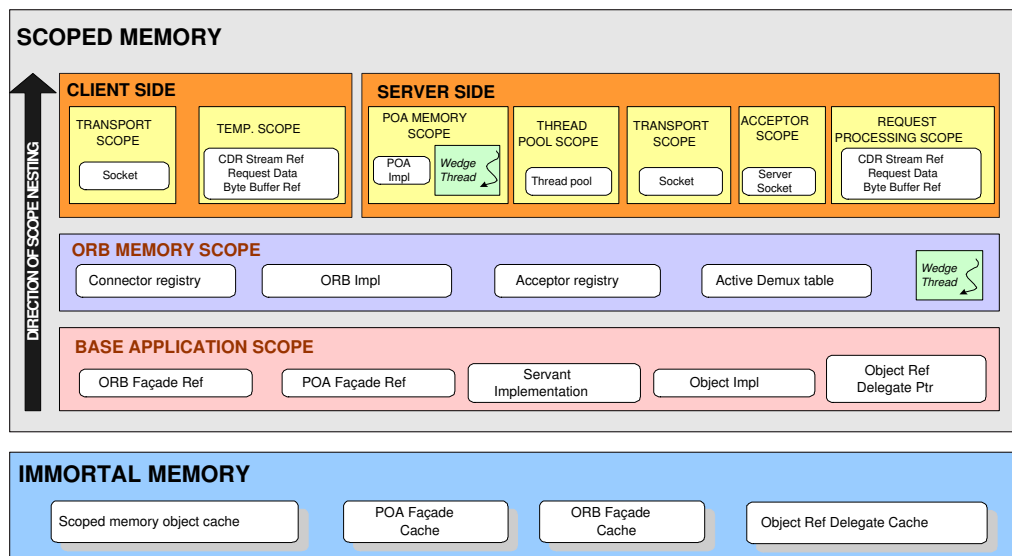 SCOPED MEMORY
DIRECTION OF SCOPE NESTING
CLIENT SIDE
TRANSPORT
SCOPE
Socket
TEMP. SCOPE
CDR Stream Ref
Request Data
Byte Buffer Ref
SERVER SIDE
POA MEMORY
SCOPE
POA
Impl
Wedge
Thread
THREAD
POOL SCOPE
Thread pool
TRANSPORT
SCOPE
Socket
ACCEPTOR
SCOPE
Server
Socket
REQUEST
PROCESSING SCOPE
CDR Stream Ref
Request Data
Byte Buffer Ref
ORB MEMORY SCOPE
Connector registry
ORB Impl
Acceptor registry
Active Demux table
Wedge
Thread
BASE APPLICATION SCOPE
ORB Façade Ref
POA Façade Ref
Servant
Implementation
Object Impl
Object Ref
Delegate Ptr
IMMORTAL MEMORY
Scoped memory object cache
POA Façade
Cache
ORB Façade
Cache
Object Ref Delegate Cache